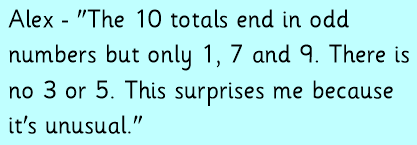 Alex - "The 10 totals end in odd
numbers but only 1, 7 and 9. There is
no 3 or 5. This surprises me because
it's unusual."